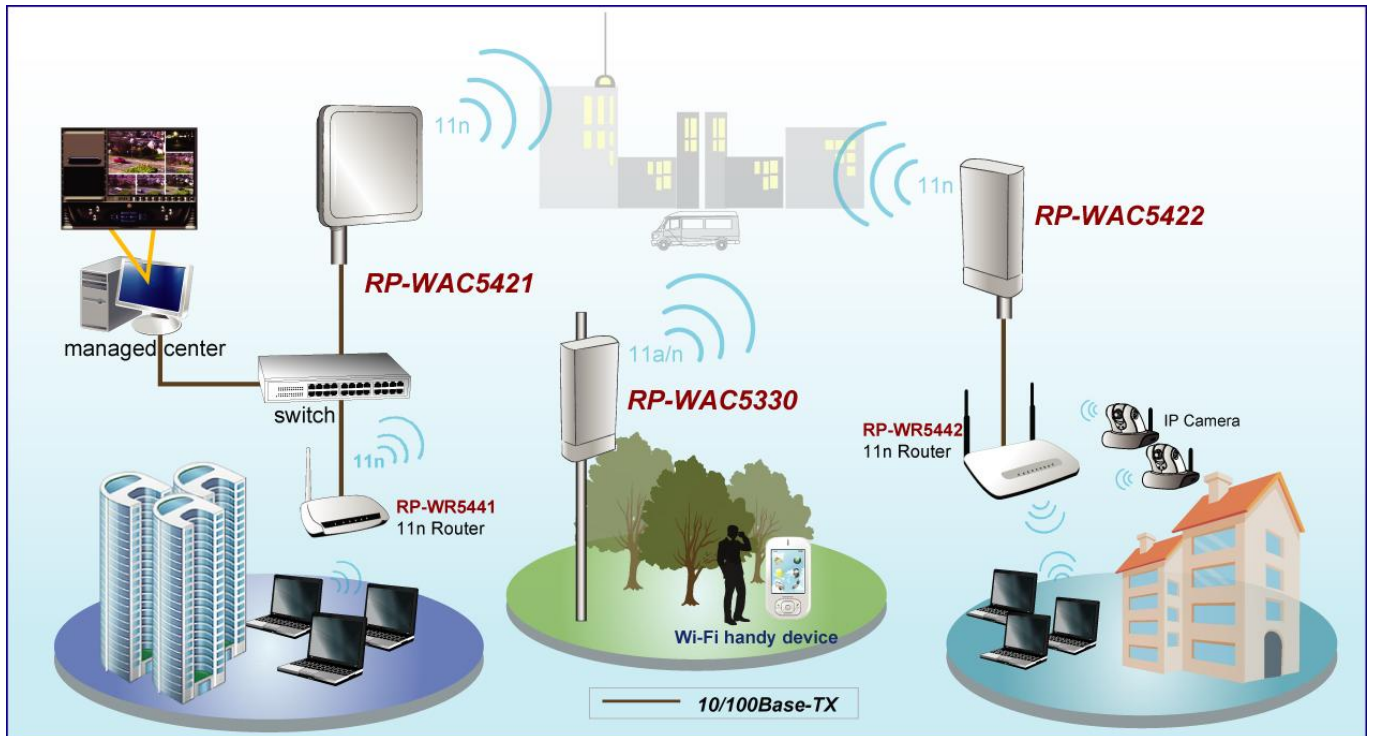 11n
11n
RP-WAC5421
RP-WAC5422
managed center
11a/n
RP-WAC5330
switch
11n
RP-WR5441
11n Router
RP-WR5442
11n Router
IP Camera
Wi-Fi handy device
10/100Base-TX